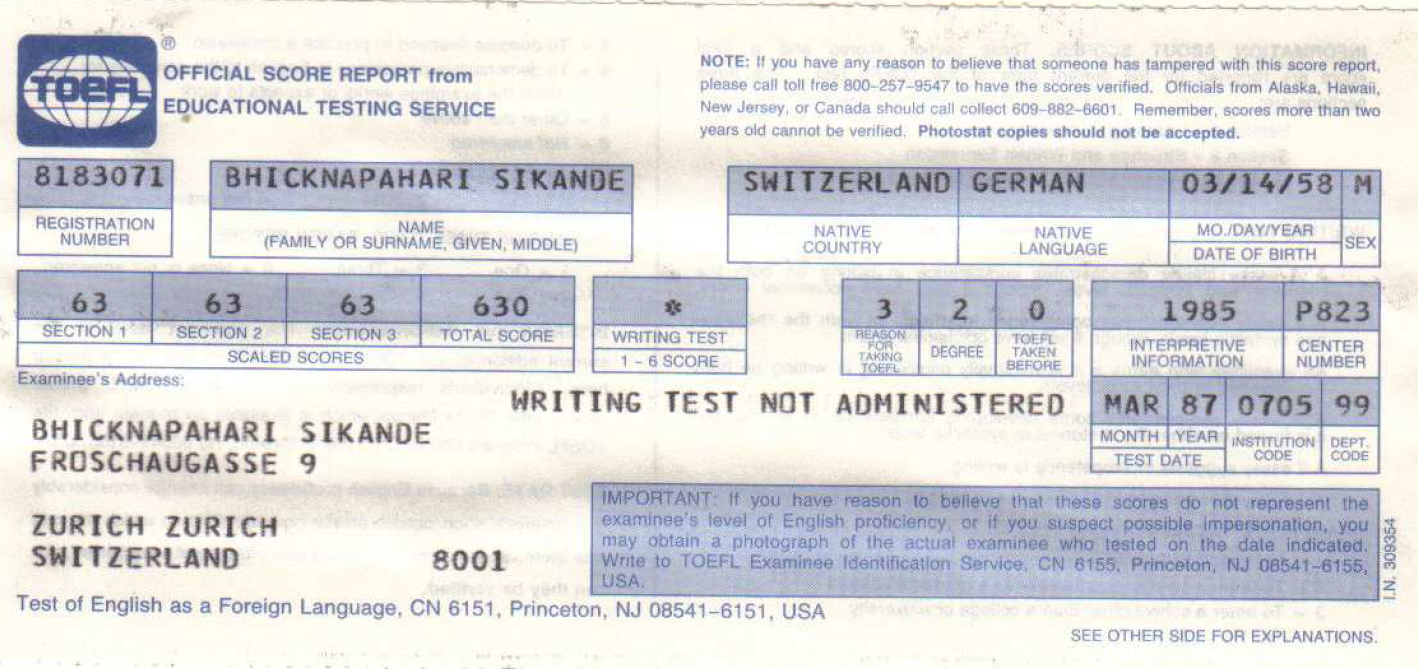 TOEFL ®
OFFICIAL SCORE REPORT from
EDUCATIONAL TESTING SERVICE
NOTE: If you have any reason to believe that someone has tampered with this score report,
please call toll free 800–257–9547 to have the scores verified. Officials from Alaska, Hawaii,
New Jersey, or Canada should call collect 609–882–6601. Remember, scores more than two
years old cannot be verified. Photostat copies should not be accepted.
8183071 BHICKNAPAHARI SIKANDE SWITZERLAND GERMAN 03/14/58 M
REGISTRATION
NUMBER
NAME
(FAMILY OR SURNAME, GIVEN, MIDDLE)
NATIVE
COUNTRY
NATIVE
LANGUAGE
MO./DAY/YEAR
DATE OF BIRTH
SEX
63 63 63 630 * 3 2 0 1985 P823
SECTION 1 SECTION 2 SECTION 3 TOTAL SCORE
SCALED SCORES
WRITING TEST
1 – 6 SCORE
REASON
FOR
TAKING
TOEFL
DEGREE
TOEFL
TAKEN
BEFORE
INTERPRETIVE
INFORMATION
CENTER
NUMBER
Examinee's Address:
WRITING TEST NOT ADMINISTERED MAR 87 0705 99
MONTH YEAR
TEST DATE
INSTITUTION
CODE
DEPT.
CODE
BHICKNAPAHARI SIKANDE
FROSCHAUGASSE 9
ZURICH ZURICH
SWITZERLAND 8001
IMPORTANT: If you have reason to believe that these scores do not represent the
examinee's level of English proficiency, or if you suspect possible impersonation, you
may obtain a photograph of the actual examinee who tested on the date indicated.
Write to TOEFL Examinee Identification Service, CN 6155, Princeton, NJ 08541–6155,
USA.
I.N. 309354
Test of English as a Foreign Language, CN 6151, Princeton, NJ 08541–6151, USA
SEE OTHER SIDE FOR EXPLANATIONS.